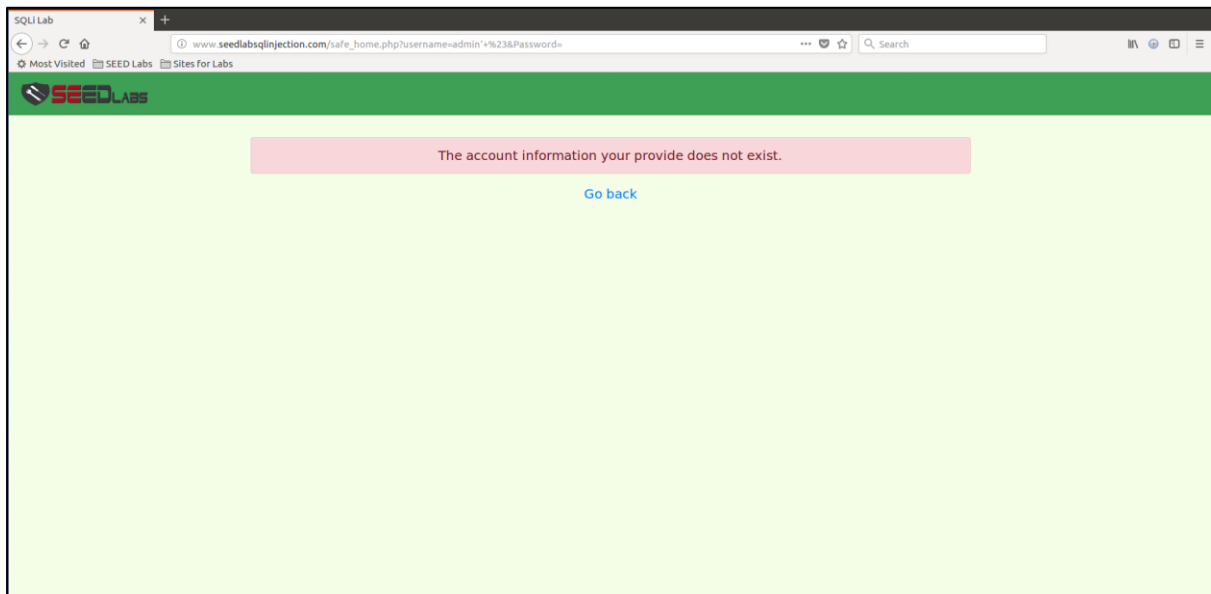 SQLi Lab
www.seedlabsqlinjection.com/safe_home.php?username=admin'+%23&Password=
Search
Most Visited SEED Labs Sites for Labs
SEEDLABS
The account information your provide does not exist.
Go back